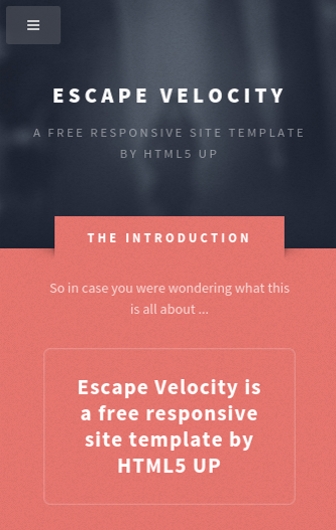 ESCAPE VELOCITY
A FREE RESPONSIVE SITE TEMPLATE
BY HTML5 UP
THE INTRODUCTION
So in case you were wondering what this
is all about ...
Escape Velocity is
a free responsive
site template by
HTML5 UP